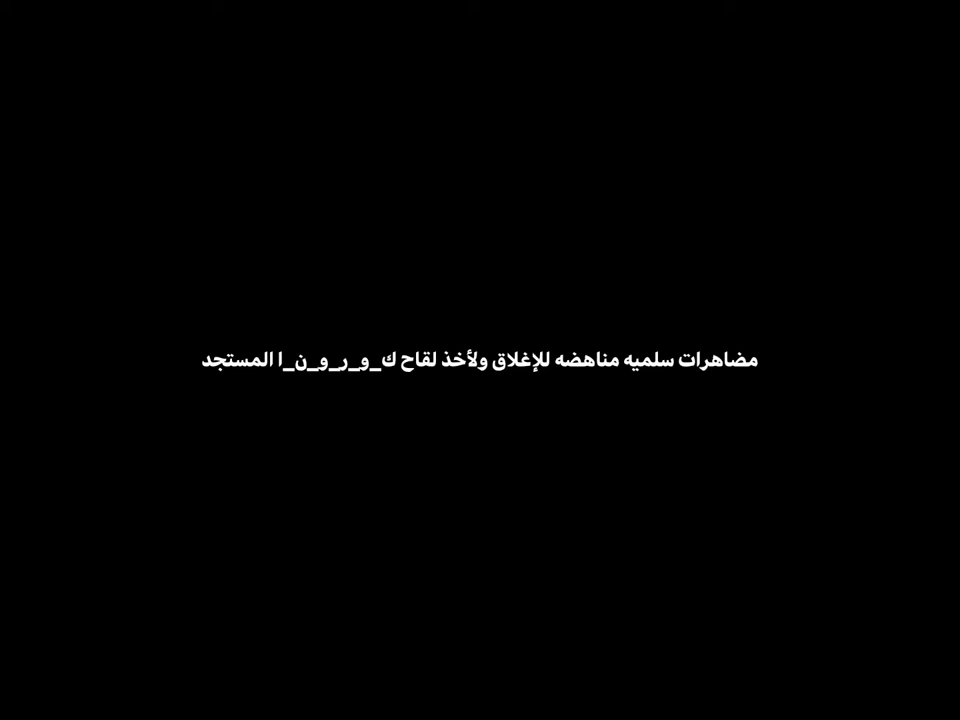 مضاهرات سلميه مناهضه للإغلاق ولأخذ لقاح ك_و_ر_و_ن_ا المستجد